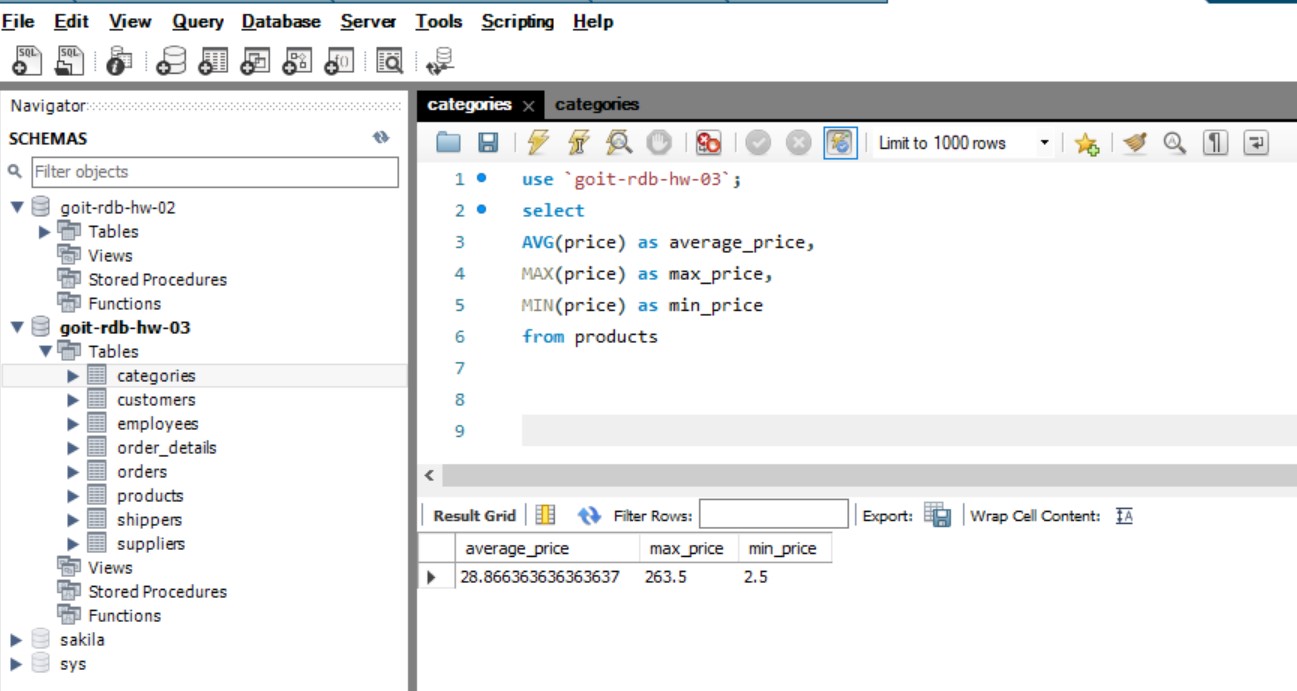 File Edit View Query Database Server Tools Scripting Help
SQL SQL
Navigator
SCHEMAS
Filter objects
goit-rdb-hw-02
Tables
Views
Stored Procedures
Functions
goit-rdb-hw-03
Tables
categories
customers
employees
order_details
orders
products
shippers
suppliers
Views
Stored Procedures
Functions
sakila
sys
categories categories
Limit to 1000 rows
1 use `goit-rdb-hw-03`;
2 select
3 AVG(price) as average_price,
4 MAX(price) as max_price,
5 MIN(price) as min_price
6 from products
7
8
9
Result Grid Filter Rows: Export: Wrap Cell Content:
average_price max_price min_price
28.866363636363637 263.5 2.5